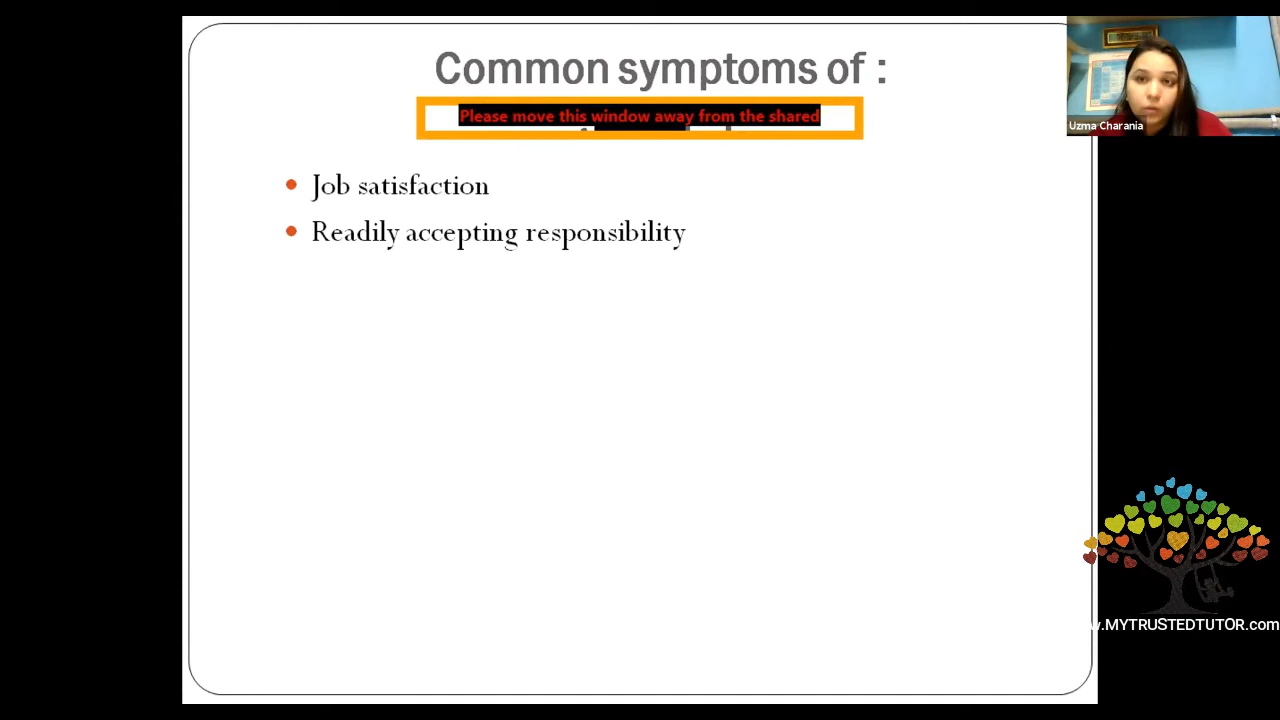 Common symptoms of :
Please move this window away from the shared
Job satisfaction
Readily accepting responsibility
Uzma Charania
w.MYTRUSTEDTUTOR.com